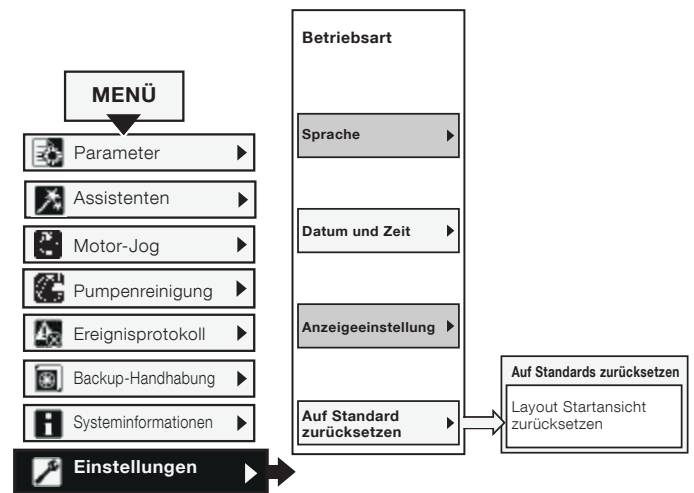 MENÜ
Parameter
Assistenten
Motor-Jog
Pumpenreinigung
Ereignisprotokoll
Backup-Handhabung
Systeminformationen
Einstellungen
Betriebsart
Sprache
Datum und Zeit
Anzeigeeinstellung
Auf Standard
zurücksetzen
Auf Standards zurücksetzen
Layout Startansicht
zurücksetzen